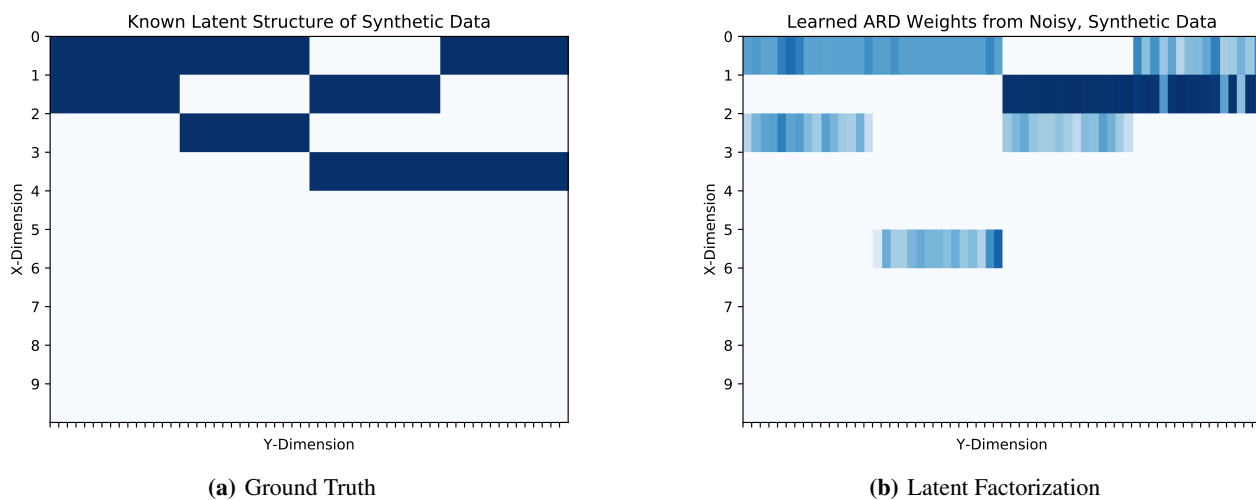 Known Latent Structure of Synthetic Data
0
1
2
3
4
5
6
7
8
9
X-Dimension
Y-Dimension
(a) Ground Truth
Learned ARD Weights from Noisy, Synthetic Data
0
1
2
3
4
5
6
7
8
9
X-Dimension
Y-Dimension
(b) Latent Factorization